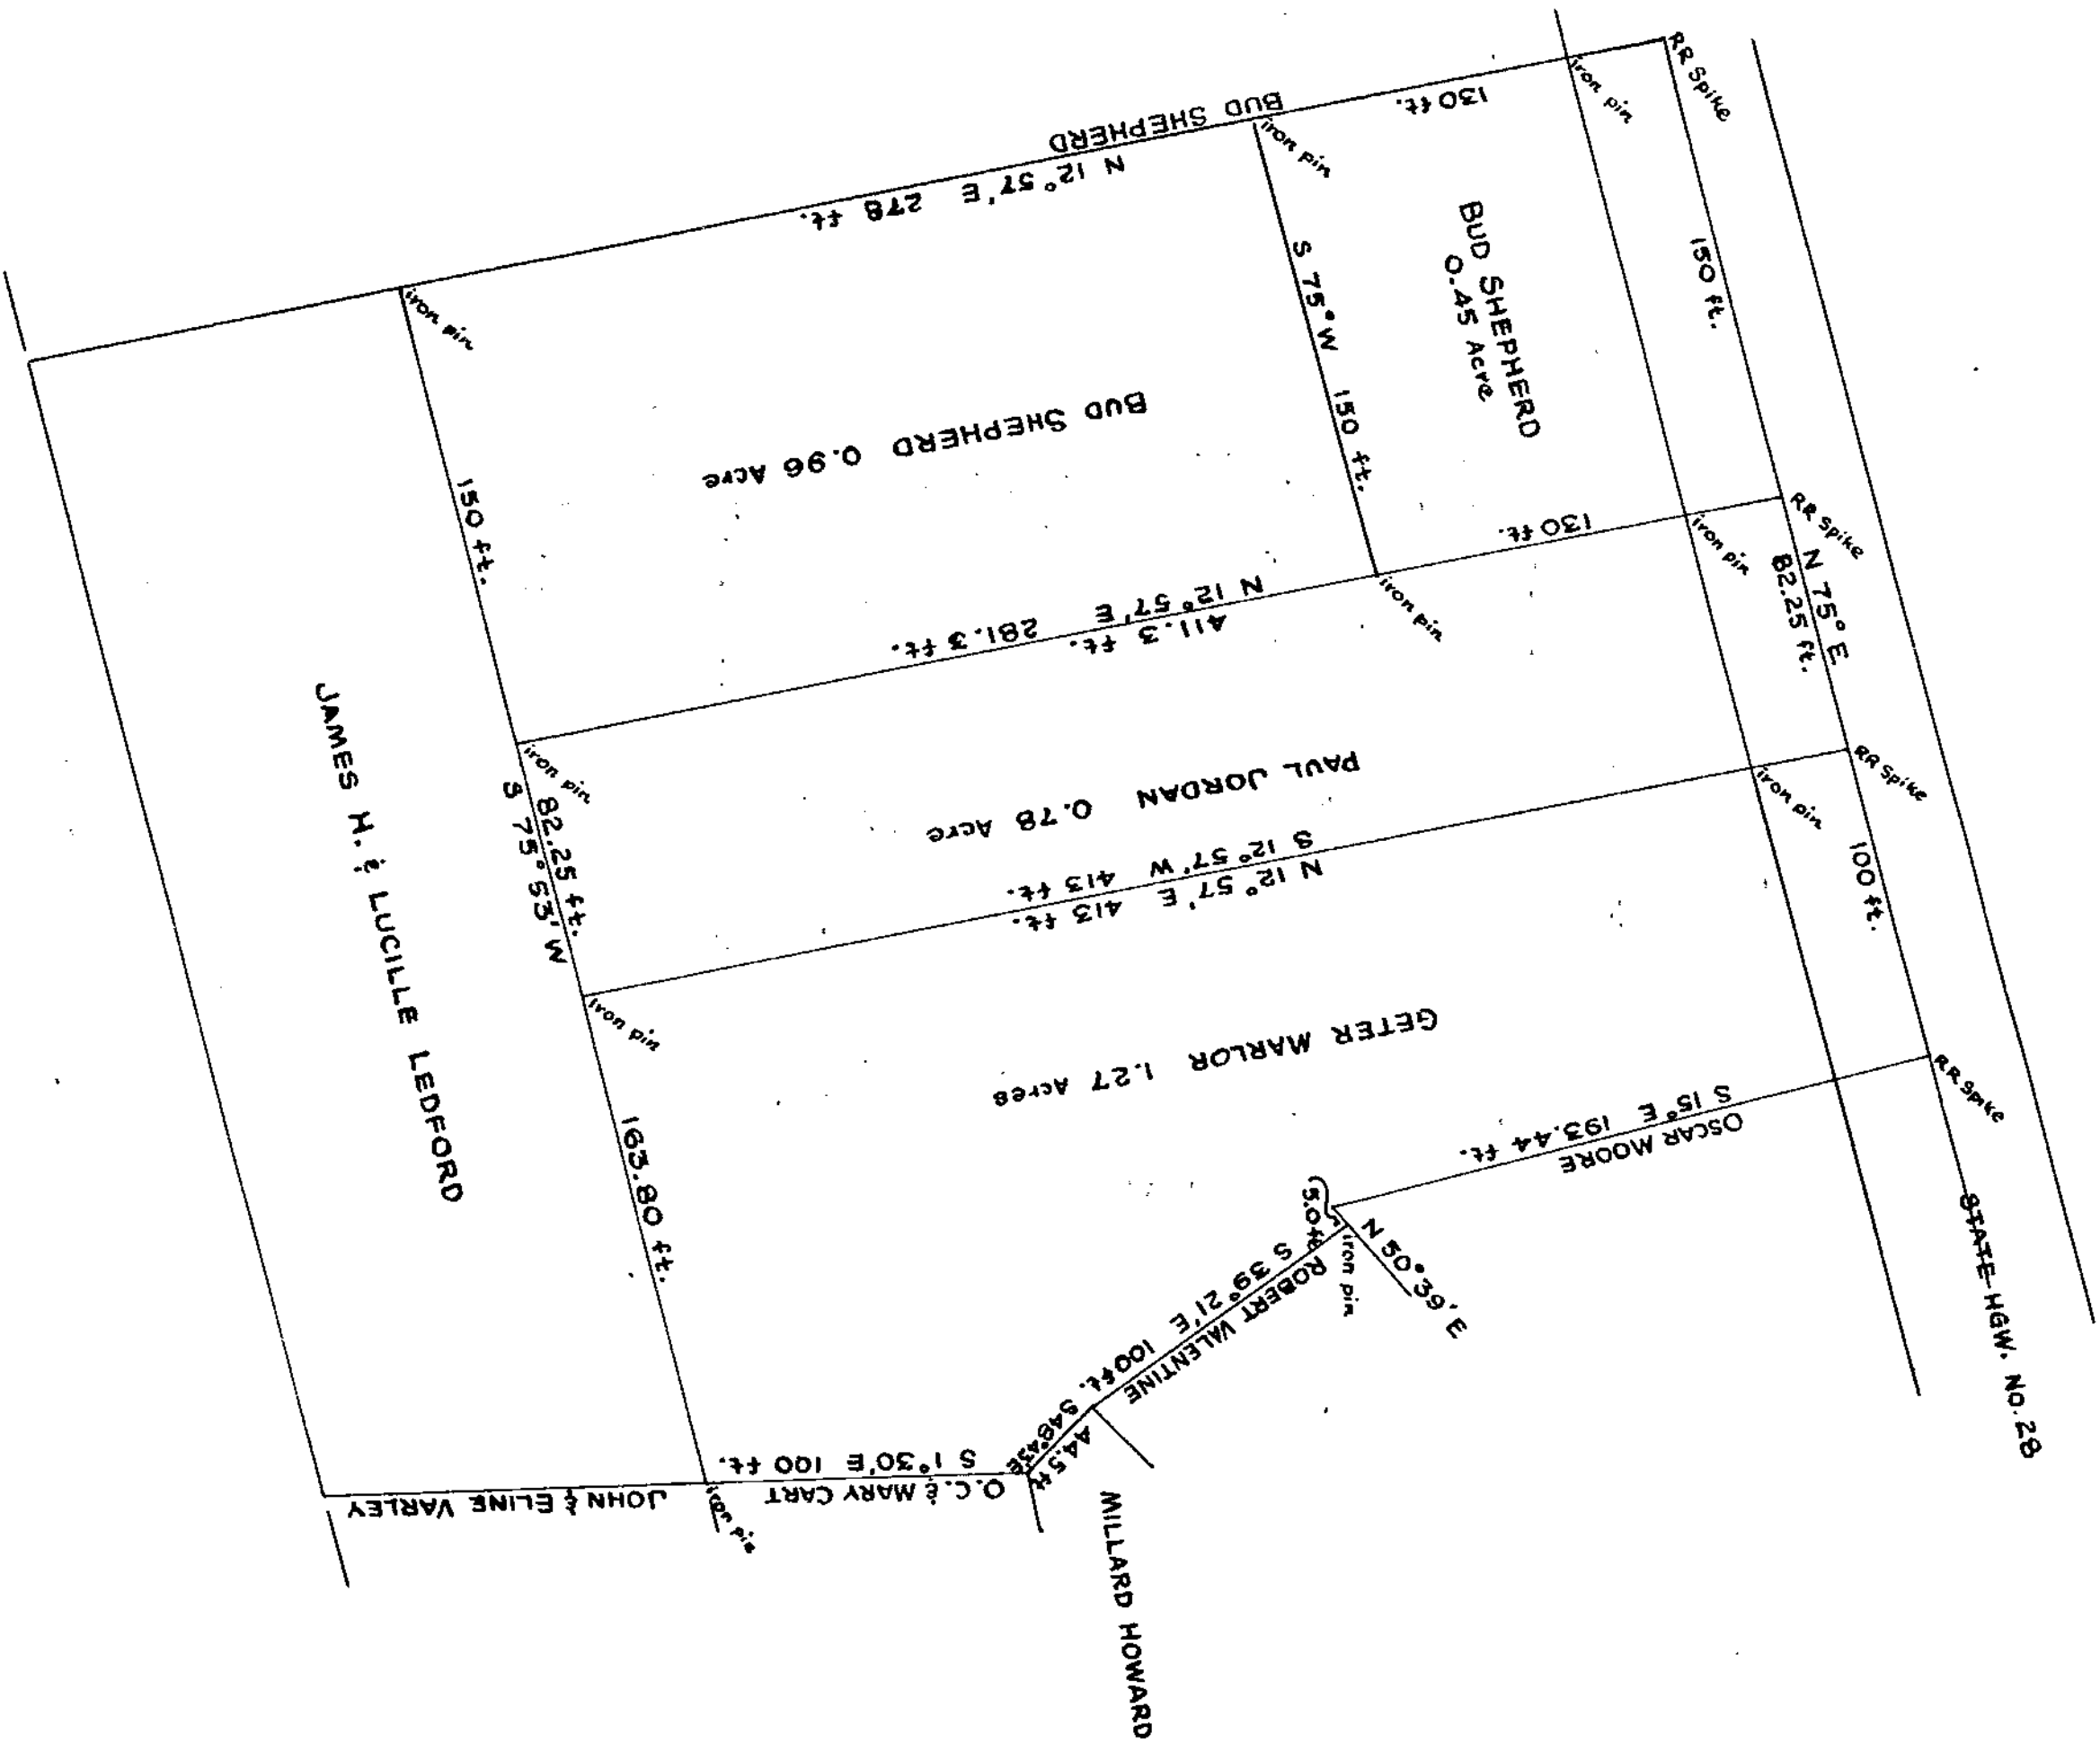 RR Spike
iron pin
130 ft.
BUD SHEPHERD
N 12° 57' E 278 ft.
iron pin
150 ft.
BUD SHEPHERD
0.45 Acre
S 75° W 150 ft.
iron pin
BUD SHEPHERD 0.96 Acre
150 ft.
130 ft.
RR Spike
iron pin
N 75° E
82.25 ft.
N 12° 57' E 281.3 ft.
411.3 ft.
iron pin
iron pin
82.25 ft.
S 75° 53' W
PAUL JORDAN 0.78 Acre
RR Spike
iron pin
S 12° 57' W 413 ft.
N 12° 57' E 413 ft.
100 ft.
iron pin
JAMES H. & LUCILLE LEDFORD
GETER MARLOR 1.27 Acres
RR Spike
163.80 ft.
S 15° E 193.44 ft.
OSCAR MOORE
5.0 ft.
iron pin
N 50° 39' E
S 39° 21' E 100 ft.
ROBERT VALENTINE
STATE HGW. NO. 28
S 48° 43' E
44.5 ft.
S 1° 30' E 100 ft.
O.C. & MARY CART
JOHN & ELINE VARLEY
iron pin
MILLARD HOWARD